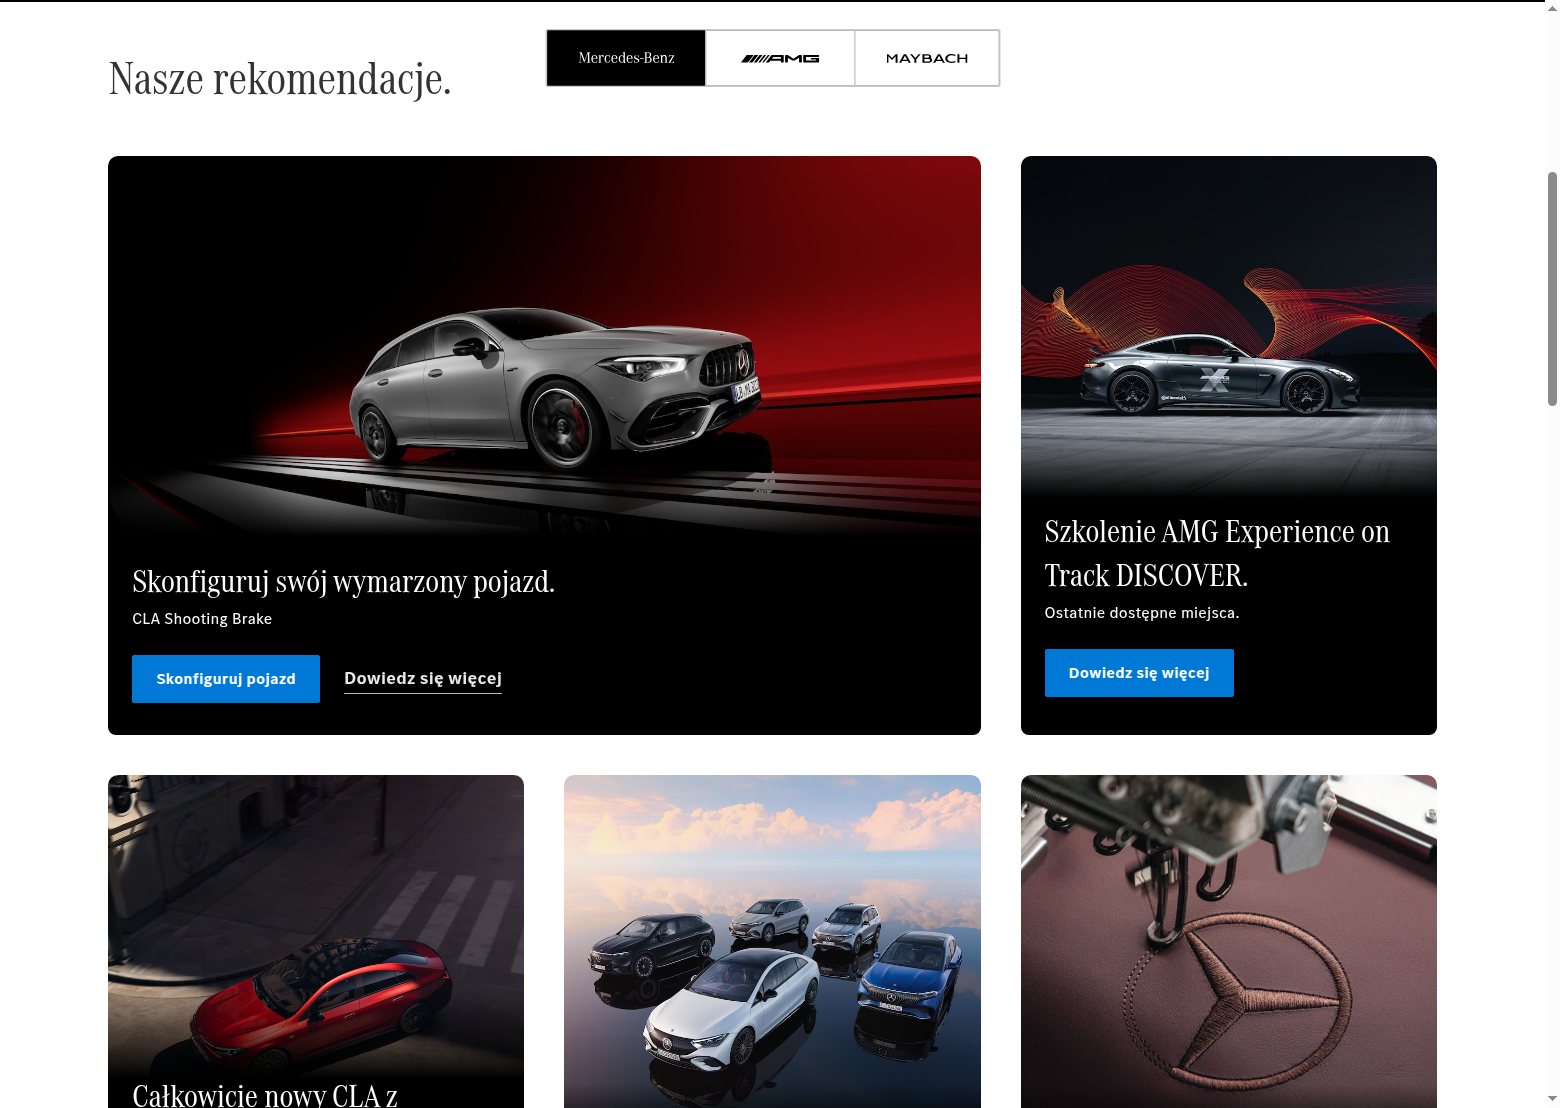 Nasze rekomendacje.
Mercedes-Benz
AMG
MAYBACH
Skonfiguruj swój wymarzony pojazd.
CLA Shooting Brake
Skonfiguruj pojazd
Dowiedz się więcej
Szkolenie AMG Experience on
Track DISCOVER.
Ostatnie dostępne miejsca.
Dowiedz się więcej
Całkowicie nowy CLA z